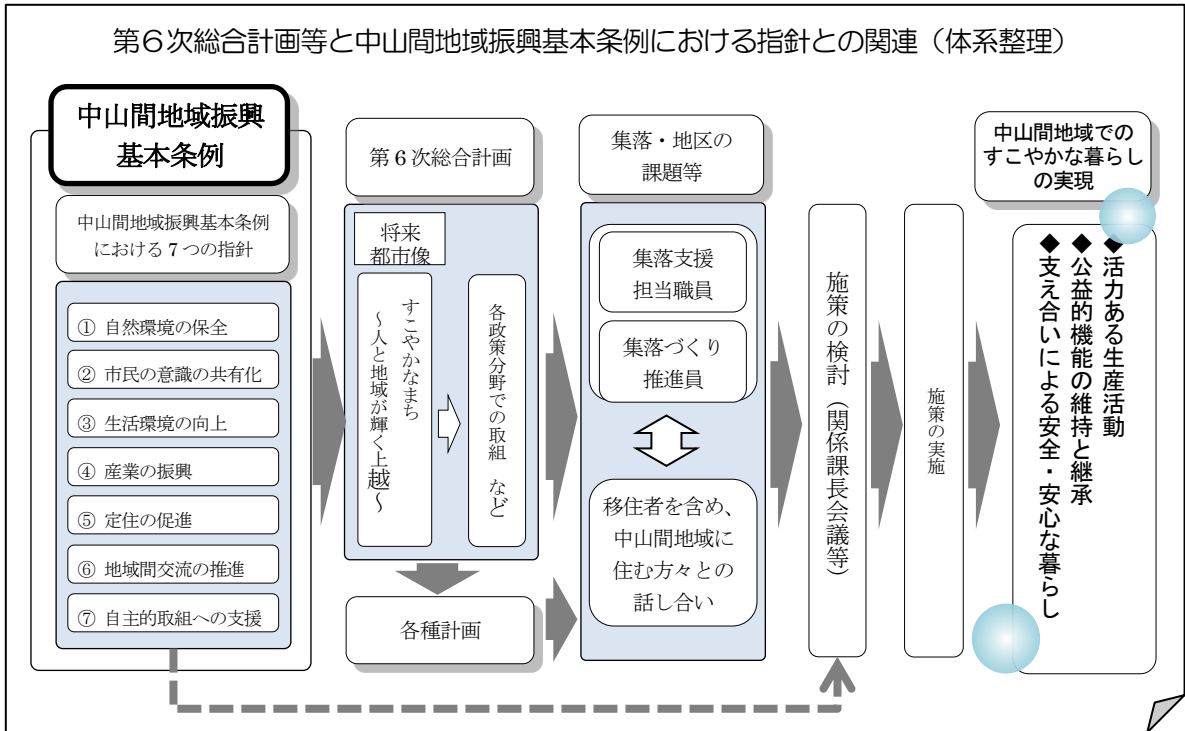 第６次総合計画等と中山間地域振興基本条例における指針との関連（体系整理）
中山間地域振興
基本条例
中山間地域振興基本条例
における７つの指針
① 自然環境の保全
② 市民の意識の共有化
③ 生活環境の向上
④ 産業の振興
⑤ 定住の促進
⑥ 地域間交流の推進
⑦ 自主的取組への支援
第６次総合計画
将来
都市像
すこやかなまち
～人と地域が輝く上越～
各政策分野での取組　など
各種計画
集落・地区の
課題等
集落支援
担当職員
集落づくり
推進員
移住者を含め、
中山間地域に
住む方々との
話し合い
施策の検討（関係課長会議等）
施策の実施
中山間地域での
すこやかな暮らし
の実現
◆活力ある生産活動
◆公益的機能の維持と継承
◆支え合いによる安全・安心な暮らし